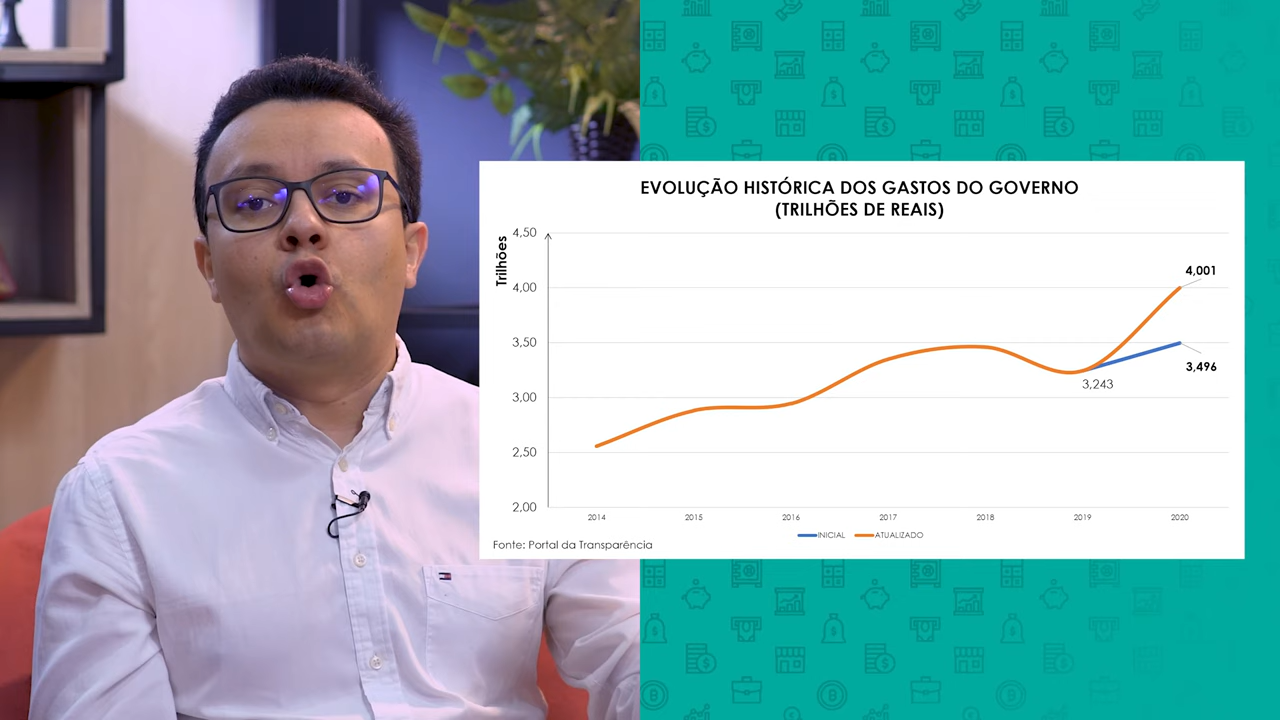 EVOLUÇÃO HISTÓRICA DOS GASTOS DO GOVERNO
(TRILHÕES DE REAIS)
Trilhões
4,50
4,00
3,50
3,00
2,50
2,00
4,001
3,496
3,243
2014 2015 2016 2017 2018 2019 2020
INICIAL ATUALIZADO
Fonte: Portal da Transparência